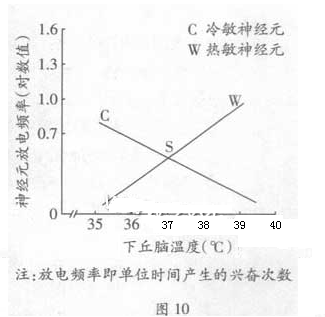 C 冷敏神经元
W 热敏神经元
神经元放电频率(对数值)
1.6
1.3
1.0
0.7
0
C
S
W
35 36 37 38 39 40
下丘脑温度(℃)
注:放电频率即单位时间产生的兴奋次数
图10